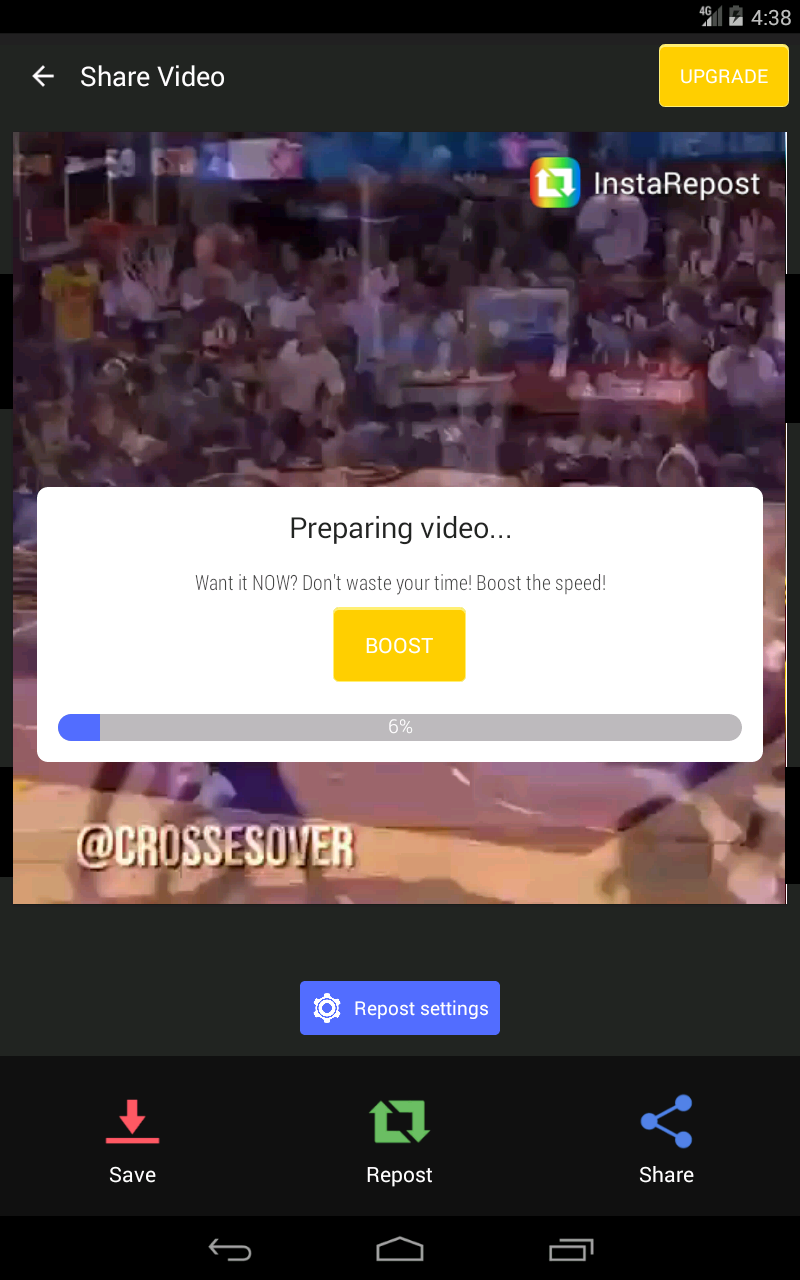 4G 4:38
Share Video
UPGRADE
InstaRepost
Preparing video...
Want it NOW? Don't waste your time! Boost the speed!
BOOST
6%
@CROSSESOVER
Repost settings
Save Repost Share